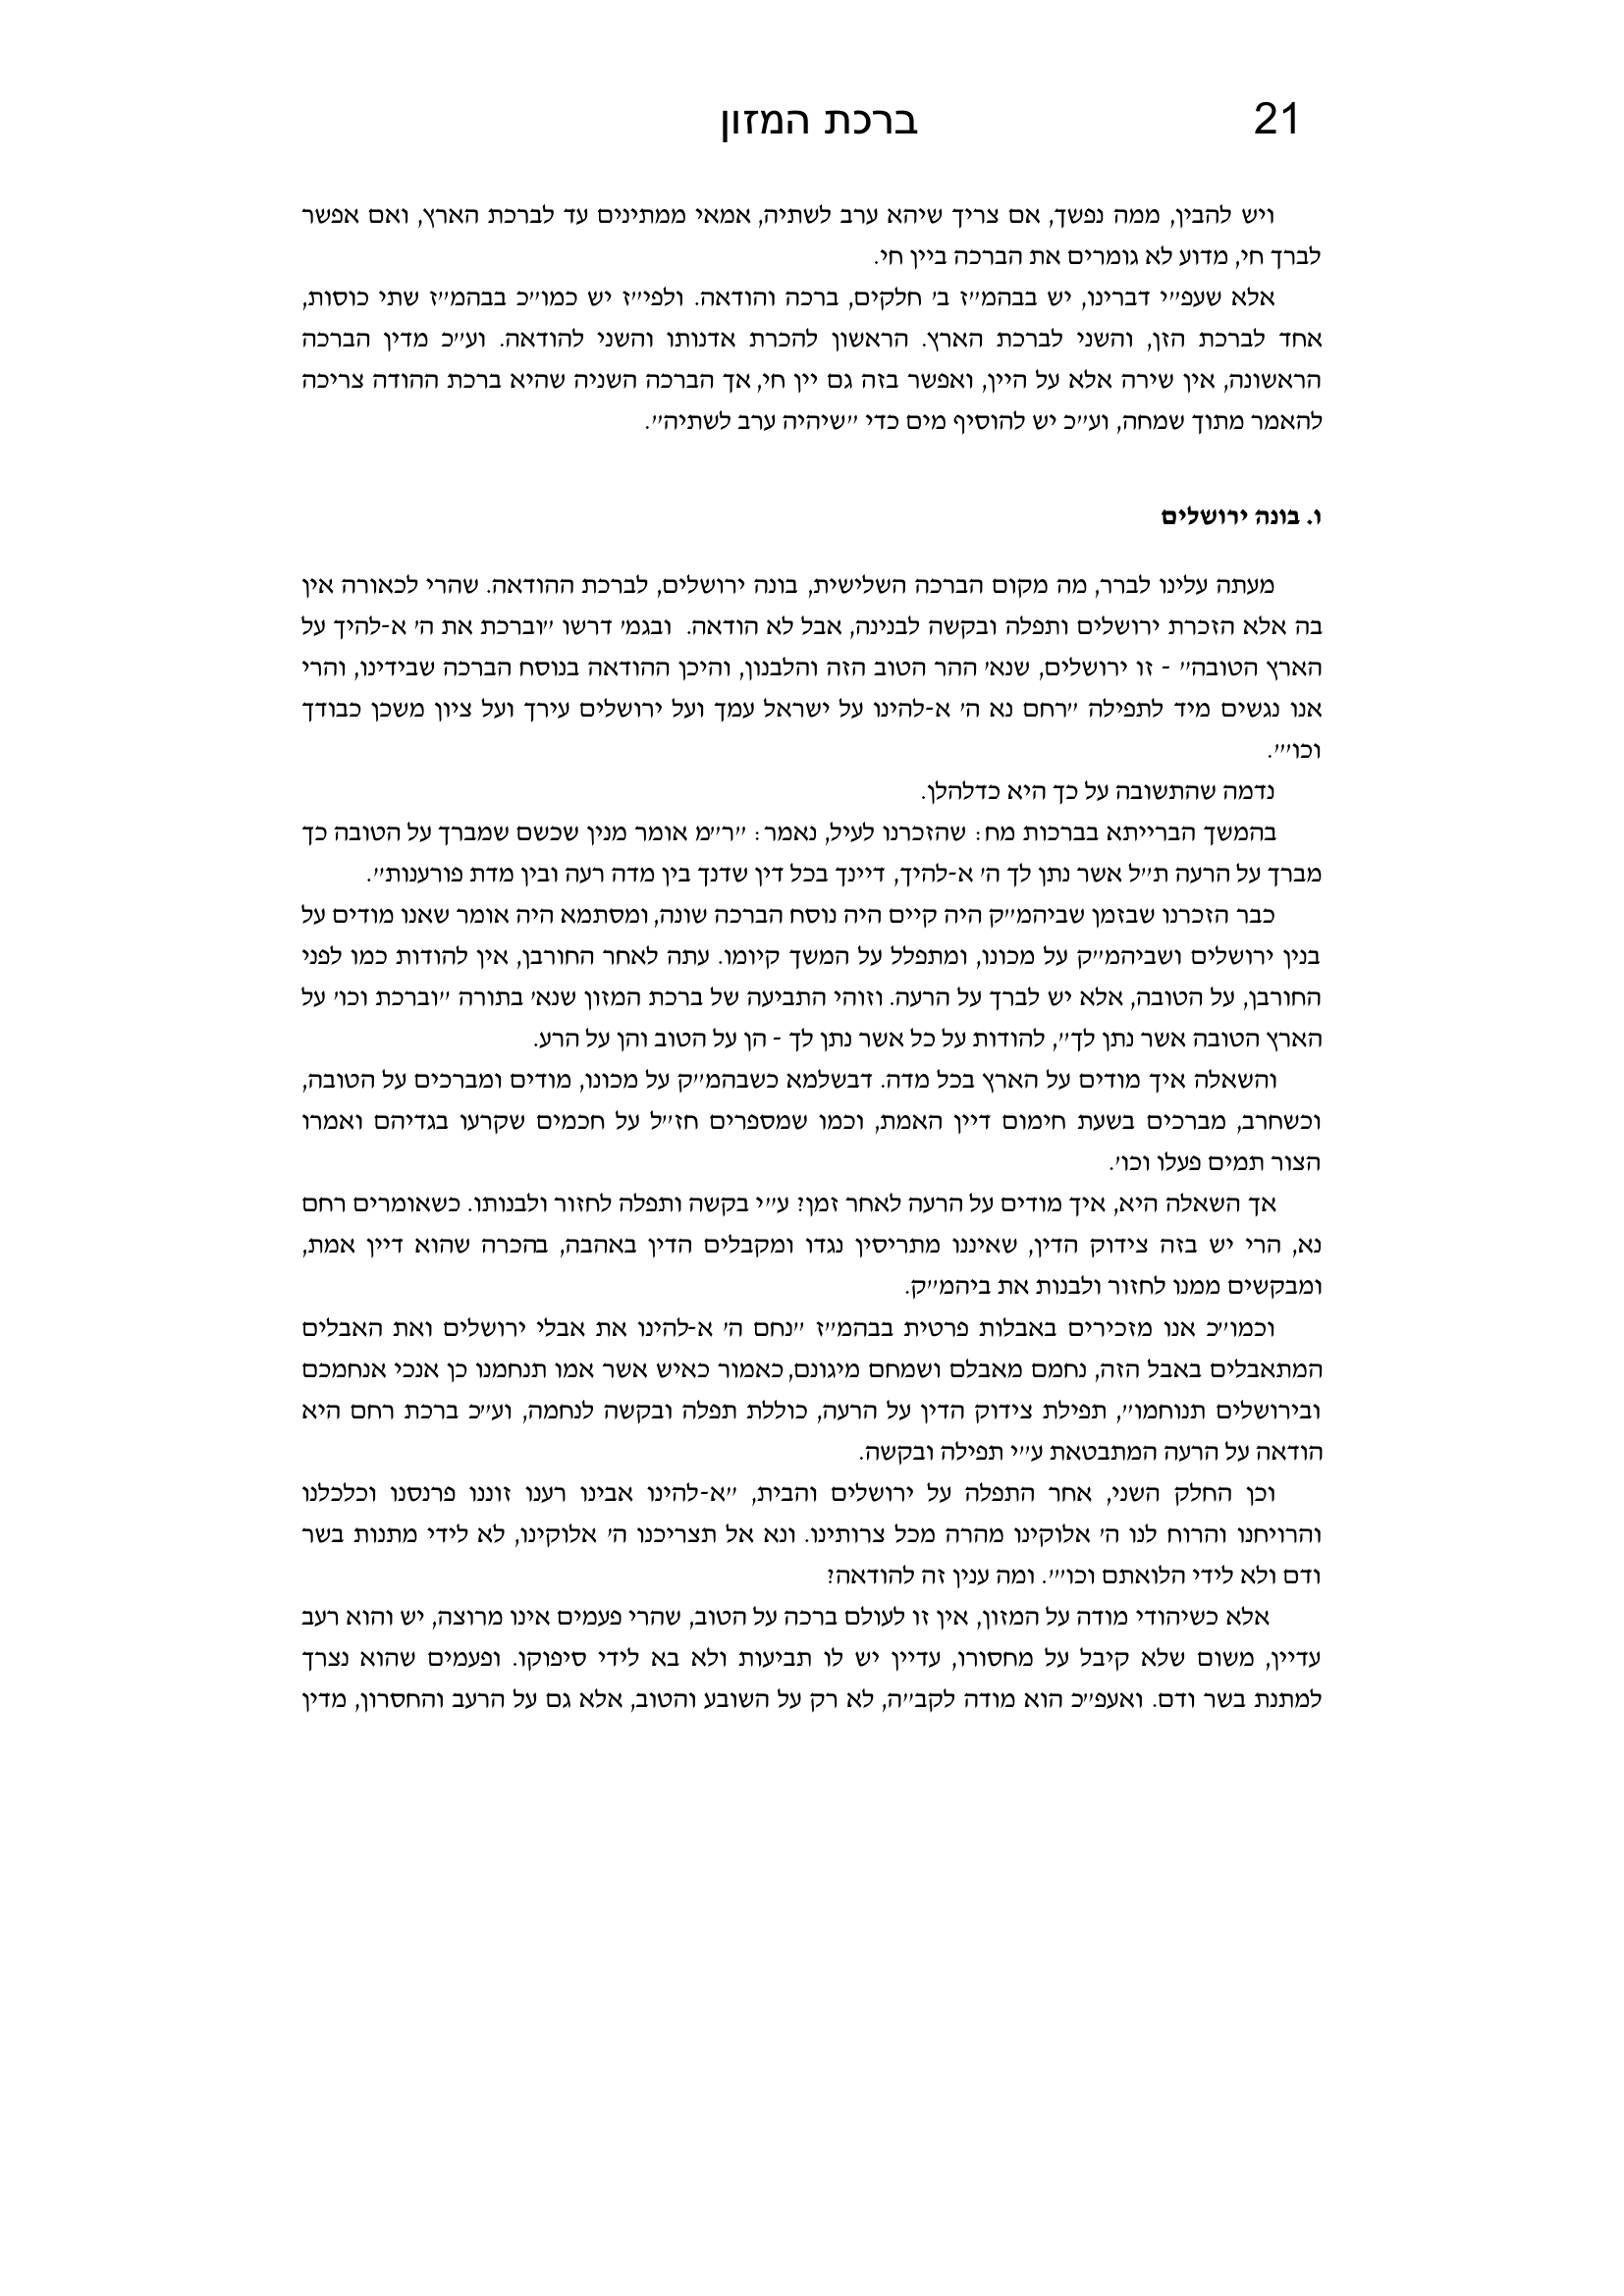 21 ברכת המזון
ויש להבין, ממה נפשך, אם צריך שיהא ערב לשתיה, אמאי ממתינים עד לברכת הארץ, ואם אפשר
לברך חי, מדוע לא גומרים את הברכה ביין חי.
אלא שעפ״י דברינו, יש בבהמ״ז ב׳ חלקים, ברכה והודאה. ולפי״ז יש כמו״כ בבהמ״ז שתי כוסות,
אחד לברכת הזן, והשני לברכת הארץ. הראשון להכרת אדנותו והשני להודאה. וע״כ מדין הברכה
הראשונה, אין שירה אלא על היין, ואפשר בזה גם יין חי, אך הברכה השניה שהיא ברכת ההודה צריכה
להאמר מתוך שמחה, וע״כ יש להוסיף מים כדי ״שיהיה ערב לשתיה״.
ו. בונה ירושלים
מעתה עלינו לברר, מה מקום הברכה השלישית, בונה ירושלים, לברכת ההודאה. שהרי לכאורה אין
בה אלא הזכרת ירושלים ותפלה ובקשה לבנינה, אבל לא הודאה. ובגמ׳ דרשו ״וברכת את ה׳ א-להיך על
הארץ הטובה״ - זו ירושלים, שנא׳ ההר הטוב הזה והלבנון, והיכן ההודאה בנוסח הברכה שבידינו, והרי
אנו נגשים מיד לתפילה ״רחם נא ה׳ א-להינו על ישראל עמך ועל ירושלים עירך ועל ציון משכן כבודך
וכו׳״.
נדמה שהתשובה על כך היא כדלהלן.
בהמשך הברייתא בברכות מח: שהזכרנו לעיל, נאמר: ״ר״מ אומר מנין שכשם שמברך על הטובה כך
מברך על הרעה ת״ל אשר נתן לך ה׳ א-להיך, דיינך בכל דין שדנך בין מדה רעה ובין מדת פורענות״.
כבר הזכרנו שבזמן שביהמ״ק היה קיים היה נוסח הברכה שונה, ומסתמא היה אומר שאנו מודים על
בנין ירושלים ושביהמ״ק על מכונו, ומתפלל על המשך קיומו. עתה לאחר החורבן, אין להודות כמו לפני
החורבן, על הטובה, אלא יש לברך על הרעה. וזוהי התביעה של ברכת המזון שנא׳ בתורה ״וברכת וכו׳ על
הארץ הטובה אשר נתן לך״, להודות על כל אשר נתן לך - הן על הטוב והן על הרע.
והשאלה איך מודים על הארץ בכל מדה. דבשלמא כשבהמ״ק על מכונו, מודים ומברכים על הטובה,
וכשחרב, מברכים בשעת חימום דיין האמת, וכמו שמספרים חז״ל על חכמים שקרעו בגדיהם ואמרו
הצור תמים פעלו וכו׳.
אך השאלה היא, איך מודים על הרעה לאחר זמן? ע״י בקשה ותפלה לחזור ולבנותו. כשאומרים רחם
נא, הרי יש בזה צידוק הדין, שאיננו מתריסין נגדו ומקבלים הדין באהבה, בהכרה שהוא דיין אמת,
ומבקשים ממנו לחזור ולבנות את ביהמ״ק.
וכמו״כ אנו מזכירים באבלות פרטית בבהמ״ז ״נחם ה׳ א-להינו את אבלי ירושלים ואת האבלים
המתאבלים באבל הזה, נחמם מאבלם ושמחם מיגונם, כאמור כאיש אשר אמו תנחמנו כן אנכי אנחמכם
ובירושלים תנוחמו״, תפילת צידוק הדין על הרעה, כוללת תפלה ובקשה לנחמה, וע״כ ברכת רחם היא
הודאה על הרעה המתבטאת ע״י תפילה ובקשה.
וכן החלק השני, אחר התפלה על ירושלים והבית, ״א-להינו אבינו רענו זוננו פרנסנו וכלכלנו
והרויחנו והרוח לנו ה׳ אלוקינו מהרה מכל צרותינו. ונא אל תצריכנו ה׳ אלוקינו, לא לידי מתנות בשר
ודם ולא לידי הלואתם וכו׳״. ומה ענין זה להודאה?
אלא כשיהודי מודה על המזון, אין זו לעולם ברכה על הטוב, שהרי פעמים אינו מרוצה, יש והוא רעב
עדיין, משום שלא קיבל על מחסורו, עדיין יש לו תביעות ולא בא לידי סיפוקו. ופעמים שהוא נצרך
למתנת בשר ודם. ואעפ״כ הוא מודה לקב״ה, לא רק על השובע והטוב, אלא גם על הרעב והחסרון, מדין